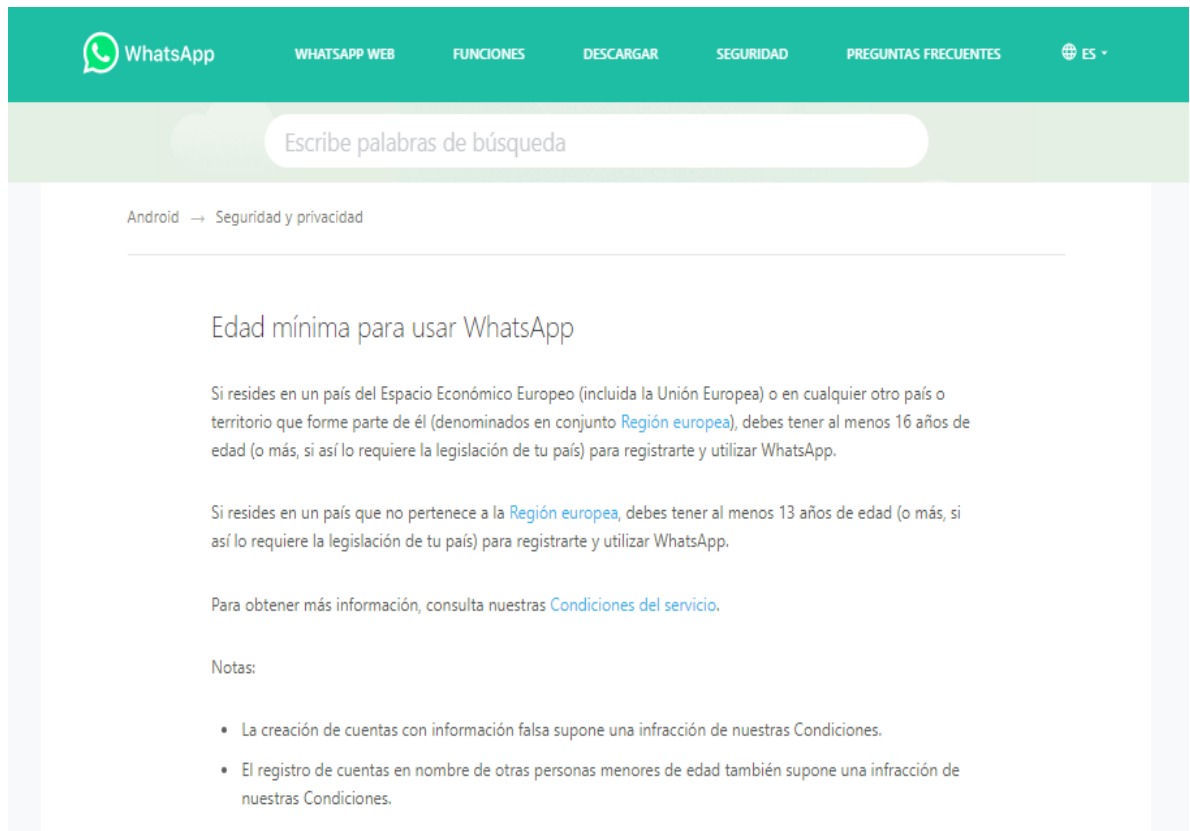 WhatsApp WHATSAPP WEB FUNCIONES DESCARGAR SEGURIDAD PREGUNTAS FRECUENTES ES
Escribe palabras de búsqueda
Android → Seguridad y privacidad
Edad mínima para usar WhatsApp
Si resides en un país del Espacio Económico Europeo (incluida la Unión Europea) o en cualquier otro país o
territorio que forme parte de él (denominados en conjunto Región europea), debes tener al menos 16 años de
edad (o más, si así lo requiere la legislación de tu país) para registrarte y utilizar WhatsApp.
Si resides en un país que no pertenece a la Región europea, debes tener al menos 13 años de edad (o más, si
así lo requiere la legislación de tu país) para registrarte y utilizar WhatsApp.
Para obtener más información, consulta nuestras Condiciones del servicio.
Notas:
• La creación de cuentas con información falsa supone una infracción de nuestras Condiciones.
• El registro de cuentas en nombre de otras personas menores de edad también supone una infracción de
nuestras Condiciones.